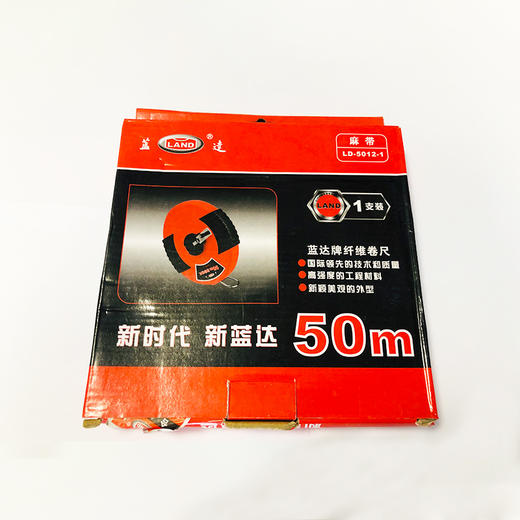 蓝 LAND® 达
麻带
LD-5012-1
LAND
1支装
蓝达牌纤维卷尺
●国际领先的技术和质量
●高强度的工程材料
●新颖美观的外型
新时代 新蓝达 50m